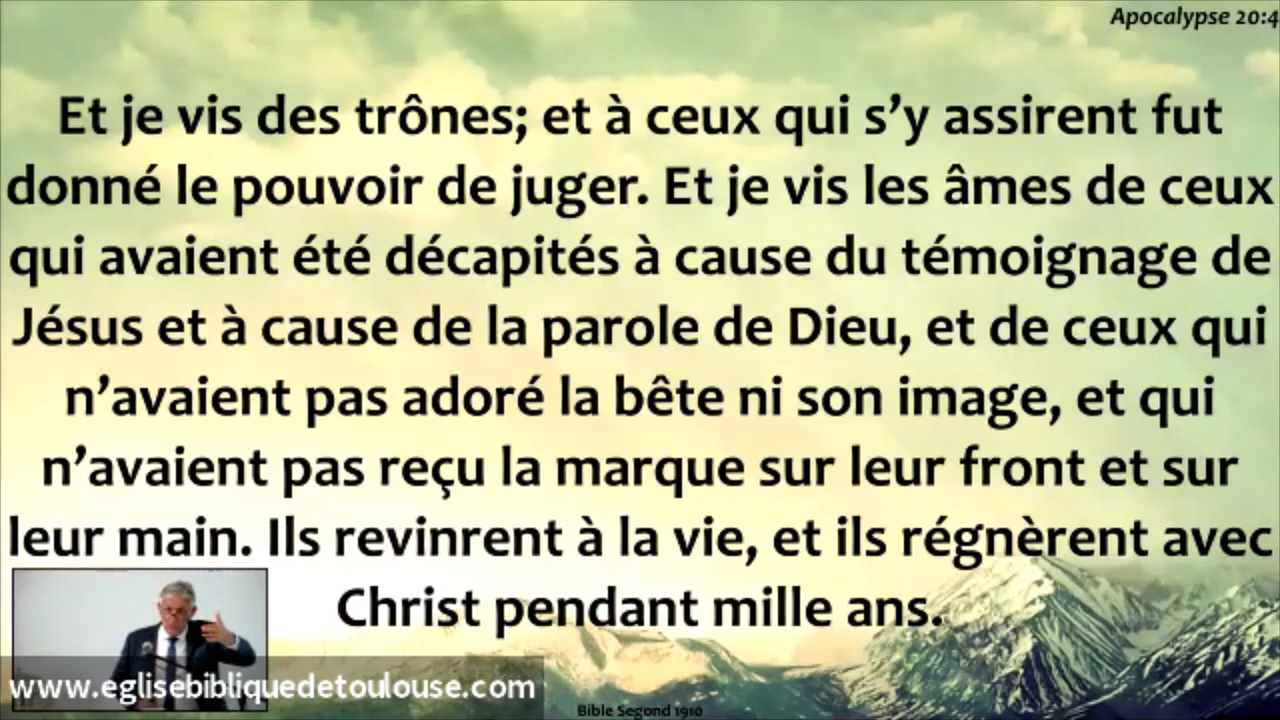 Apocalypse 20:4
Et je vis des trônes; et à ceux qui s’y assirent fut
donné le pouvoir de juger. Et je vis les âmes de ceux
qui avaient été décapités à cause du témoignage de
Jésus et à cause de la parole de Dieu, et de ceux qui
n’avaient pas adoré la bête ni son image, et qui
n’avaient pas reçu la marque sur leur front et sur
leur main. Ils revinrent à la vie, et ils régnèrent avec
Christ pendant mille ans.
www.eglisebibliquedetoulouse.com
Bible Segond 1910